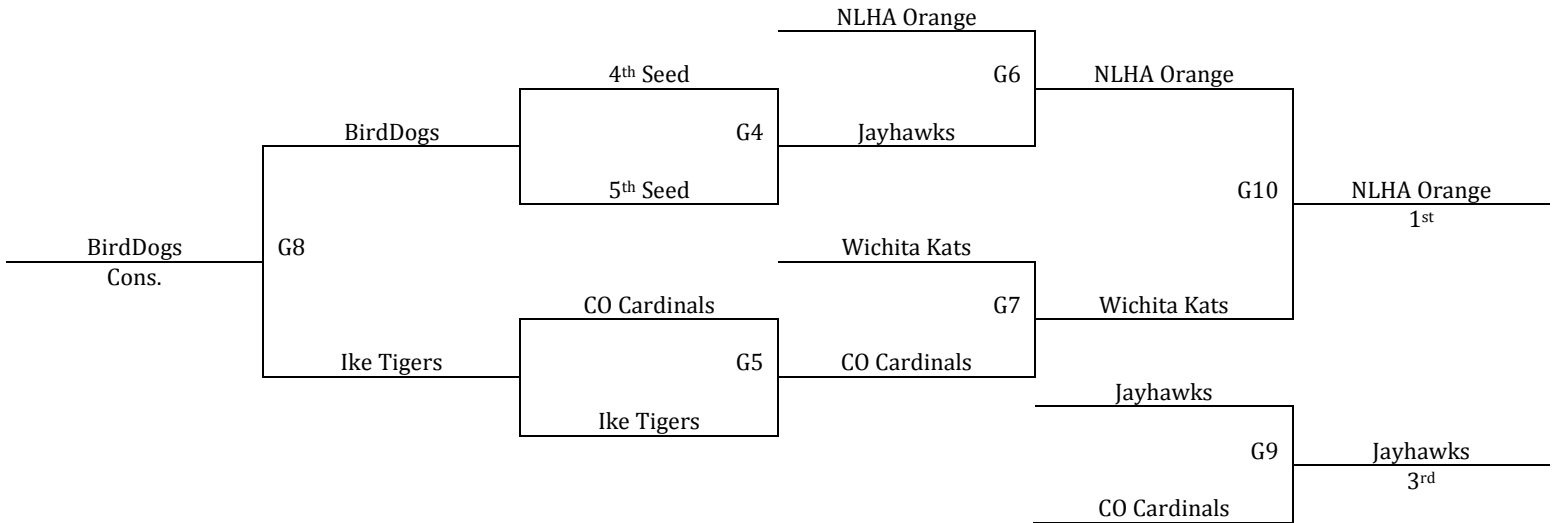 NLHA Orange
4th Seed
G6
NLHA Orange
BirdDogs
G4
Jayhawks
5th Seed
G10
NLHA Orange
1st
BirdDogs
G8
Wichita Kats
Cons.
CO Cardinals
G7
Wichita Kats
Ike Tigers
G5
CO Cardinals
Jayhawks
Ike Tigers
G9
Jayhawks
3rd
CO Cardinals